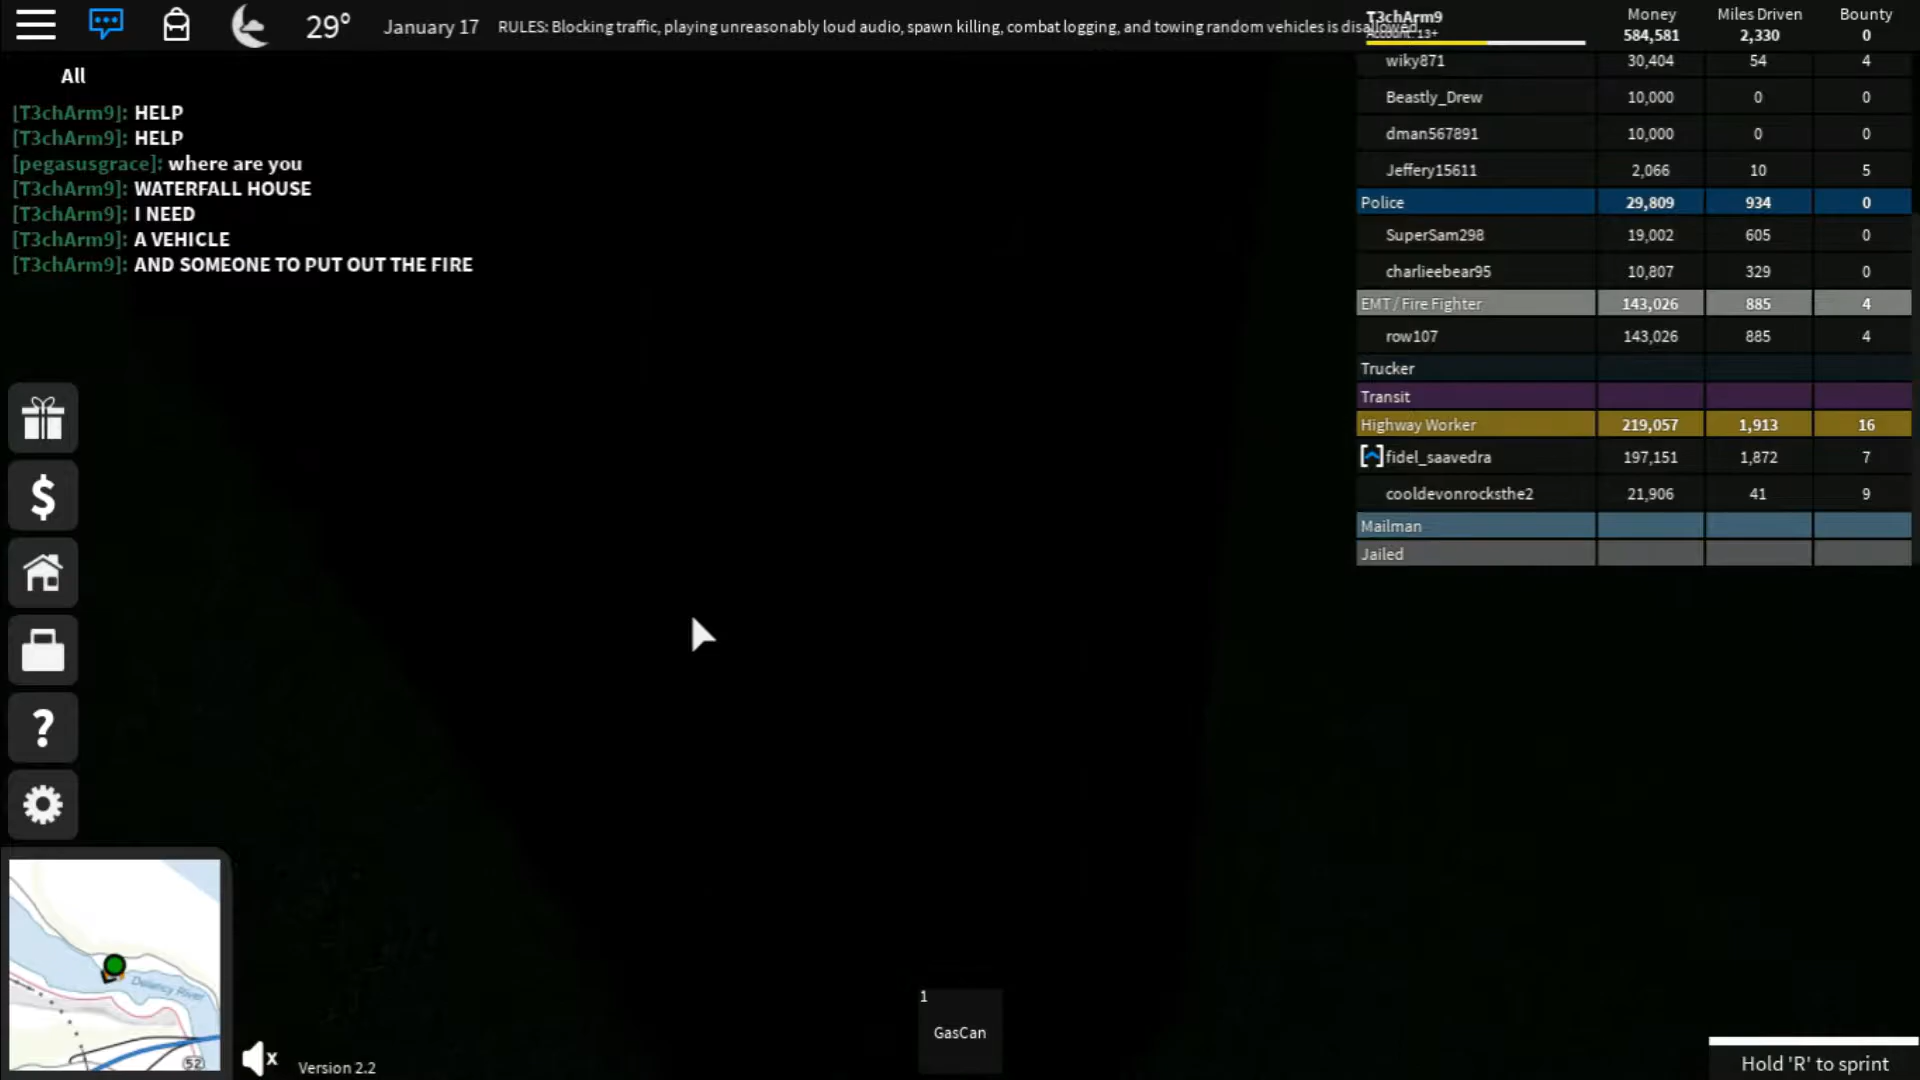 29° January 17 RULES: Blocking traffic, playing unreasonably loud audio, spawn killing, combat logging, and towing random vehicles is disallowed.
T3chArm9 Money Miles Driven Bounty
Account: 13+ 584,581 2,330 0
wiky871 30,404 54 4
Beastly_Drew 10,000 0 0
dman567891 10,000 0 0
Jeffery15611 2,066 10 5
Police 29,809 934 0
SuperSam298 19,002 605 0
charlieebear95 10,807 329 0
EMT / Fire Fighter 143,026 885 4
row107 143,026 885 4
Trucker
Transit
Highway Worker 219,057 1,913 16
fidel_saavedra 197,151 1,872 7
cooldevonrocksthe2 21,906 41 9
Mailman
Jailed
All
[T3chArm9]: HELP
[T3chArm9]: HELP
[pegasusgrace]: where are you
[T3chArm9]: WATERFALL HOUSE
[T3chArm9]: I NEED
[T3chArm9]: A VEHICLE
[T3chArm9]: AND SOMEONE TO PUT OUT THE FIRE
Delancy River
52
x
Version 2.2
1
GasCan
Hold 'R' to sprint